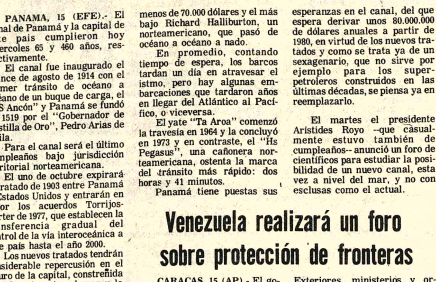 PANAMA, 15 (EFE).- El
nal de Panamá y la capital de
te país cumplieron hoy
ércoles 65 y 460 años, res-
ctivamente.
El canal fue inaugurado el
nce de agosto de 1914 con el
mer tránsito de océano a
ano de un buque de carga, el
S Ancón" y Panamá se fundó
1519 por el "Gobernador de
stilla de Oro", Pedro Arias de
ila.
Para el canal será el último
mpleaños bajo jurisdicción
ritorial norteamericana.
El uno de octubre expirará
ratado de 1903 entre Panamá
Estados Unidos y entrarán en
or los acuerdos Torrijos-
rter de 1977, que establecen la
nsferencia gradual del
ntrol de la vía interoceánica a
e país hasta el año 2000.
Los nuevos tratados tendrán
siderable repercusión en el
uro de la capital, constreñida
menos de 70.000 dólares y el más
bajo Richard Halliburton, un
norteamericano, que pasó de
océano a océano a nado.
En promedio, contando
tiempo de espera, los barcos
tardan un día en atravesar el
istmo, pero hay algunas em-
barcaciones que tardaron años
en llegar del Atlántico al Pací-
fico, o viceversa.
El yate "Ta Aroa" comenzó
la travesía en 1964 y la concluyó
en 1973 y en contraste, el "Hs
Pegasus", una cañonera nor-
teamericana, ostenta la marca
del tránsito más rápido: dos
horas y 41 minutos.
Panamá tiene puestas sus
esperanzas en el canal, del que
espera derivar unos 80.000.000
de dólares anuales a partir de
1980, en virtud de los nuevos tra-
tados y como se trata ya de un
sexagenario, que no sirve por
ejemplo para los super-
petroleros construidos en las
últimas décadas, se piensa ya en
reemplazarlo.
El martes el presidente
Arístides Royo --que casual-
mente estuvo también de
cumpleaños-- anunció un foro de
científicos para estudiar la posi-
bilidad de un nuevo canal, esta
vez a nivel del mar, y no con
esclusas como el actual.
Venezuela realizará un foro
sobre protección de fronteras
CARACAS, 15 (AP).- El go-
Exteriores, ministerios y or-